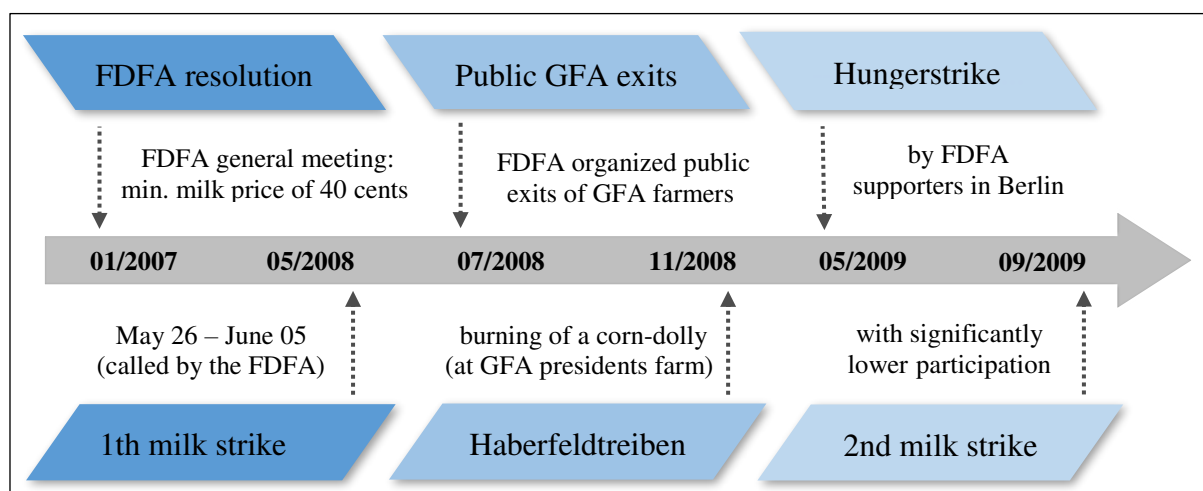 FDFA resolution
Public GFA exits
Hungerstrike
FDFA general meeting:
min. milk price of 40 cents
FDFA organized public
exits of GFA farmers
by FDFA
supporters in Berlin
01/2007
05/2008
07/2008
11/2008
05/2009
09/2009
May 26 – June 05
(called by the FDFA)
burning of a corn-dolly
(at GFA presidents farm)
with significantly
lower participation
1th milk strike
Haberfeldtreiben
2nd milk strike